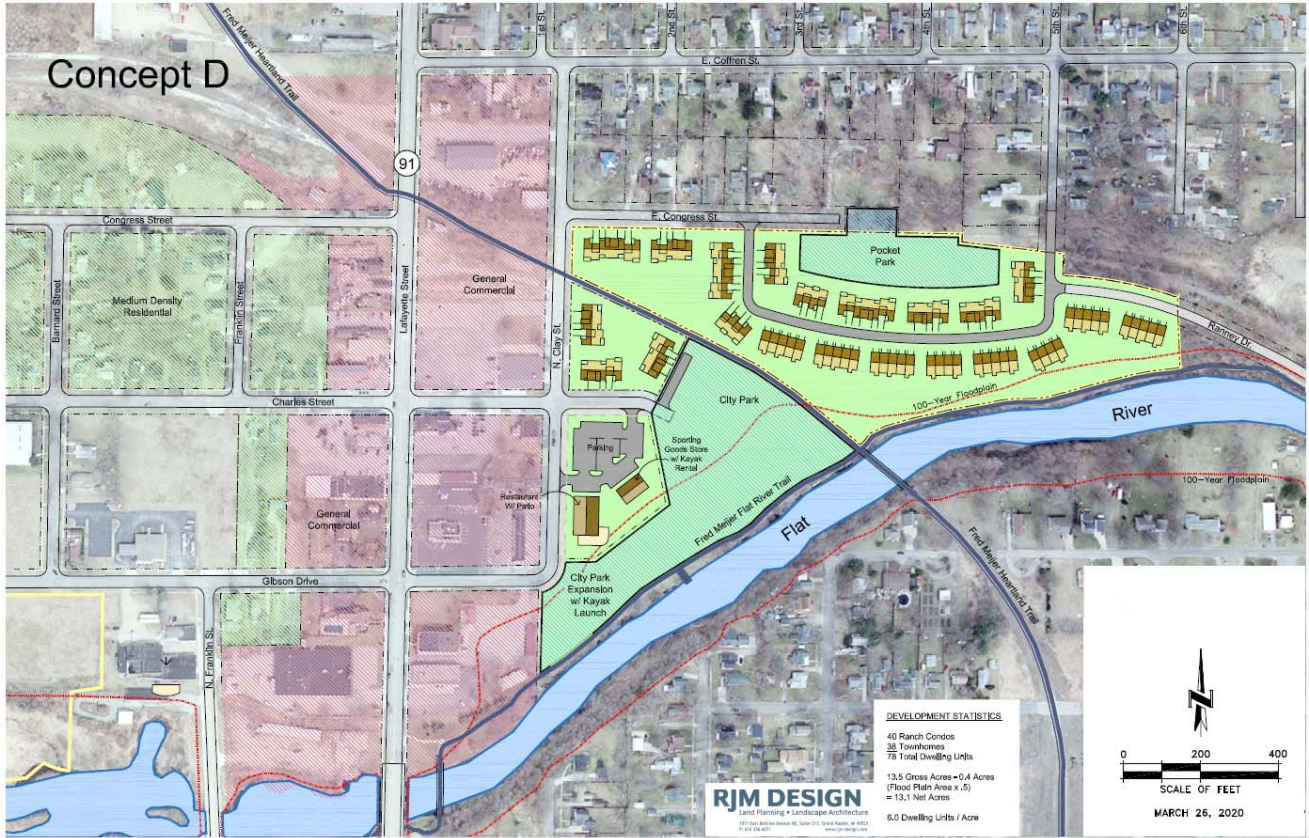 Concept D
Fred Meijer Heartland Trail
1st St.
2nd St.
3rd St.
4th St.
5th St.
6th St.
E. Coffren St.
91
Congress Street
E. Congress St.
Pocket
Park
General
Commercial
Medium Density
Residential
Barnard Street
Franklin Street
Lafayette Street
N. Clay St.
Ranney Dr.
100-Year Floodplain
River
Charles Street
City Park
Parking
Sporting
Goods Store
w/ Kayak
Rental
Restaurant
W/ Patio
100-Year Floodplain
General
Commercial
Fred Meijer Flat River Trail
Flat
Fred Meijer Heartland Trail
Gibson Drive
City Park
Expansion
w/ Kayak
Launch
N. Franklin St.
DEVELOPMENT STATISTICS
40 Ranch Condos
38 Townhomes
78 Total Dwelling Units
13.5 Gross Acres - 0.4 Acres
(Flood Plain Area x .5)
= 13.1 Net Acres
6.0 Dwelling Units / Acre
RJM DESIGN
Land Planning • Landscape Architecture
www.rjm-design.com
N
0 200 400
SCALE OF FEET
MARCH 26, 2020